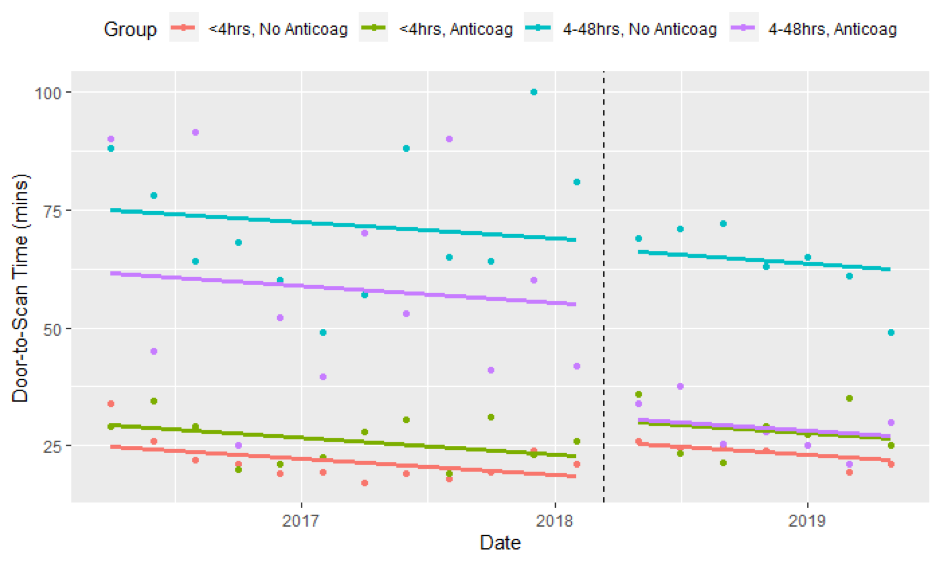 Group <4hrs, No Anticoag <4hrs, Anticoag 4-48hrs, No Anticoag 4-48hrs, Anticoag
Door-to-Scan Time (mins)
100
75
50
25
2017 2018 2019
Date